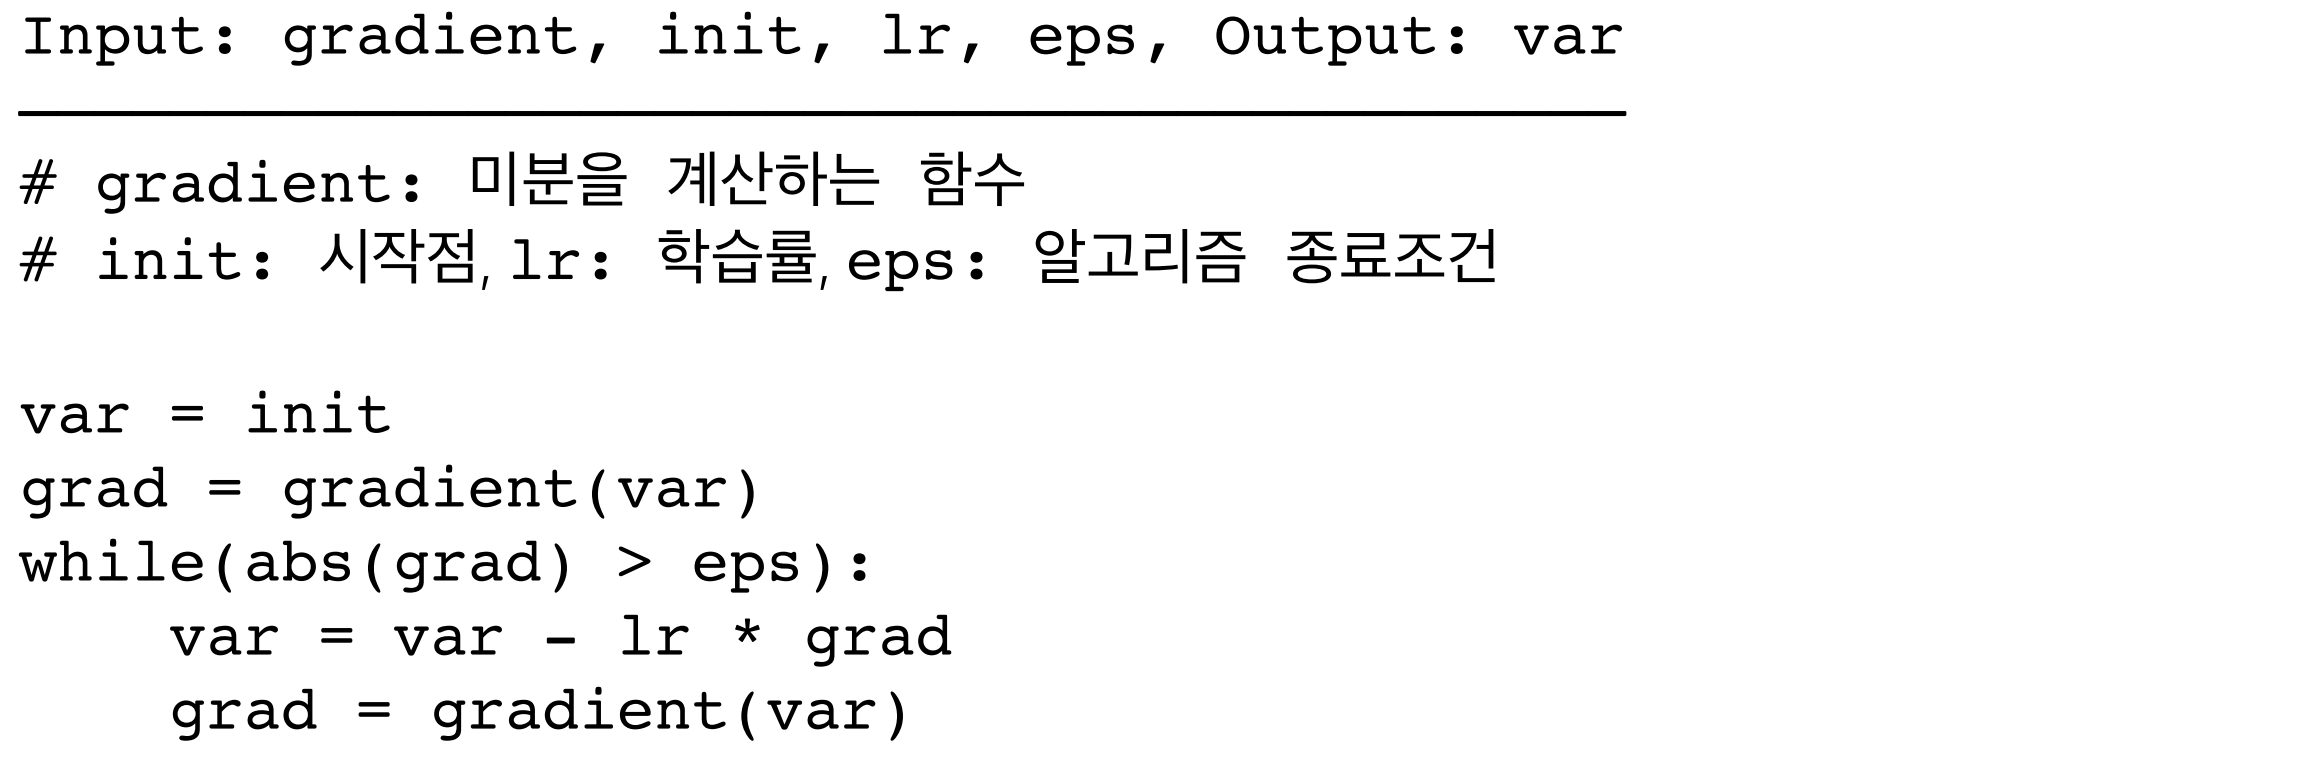 Input: gradient, init, lr, eps, Output: var
# gradient: 미분을 계산하는 함수
# init: 시작점, lr: 학습률, eps: 알고리즘 종료조건
var = init
grad = gradient(var)
while(abs(grad) > eps):
    var = var - lr * grad
    grad = gradient(var)